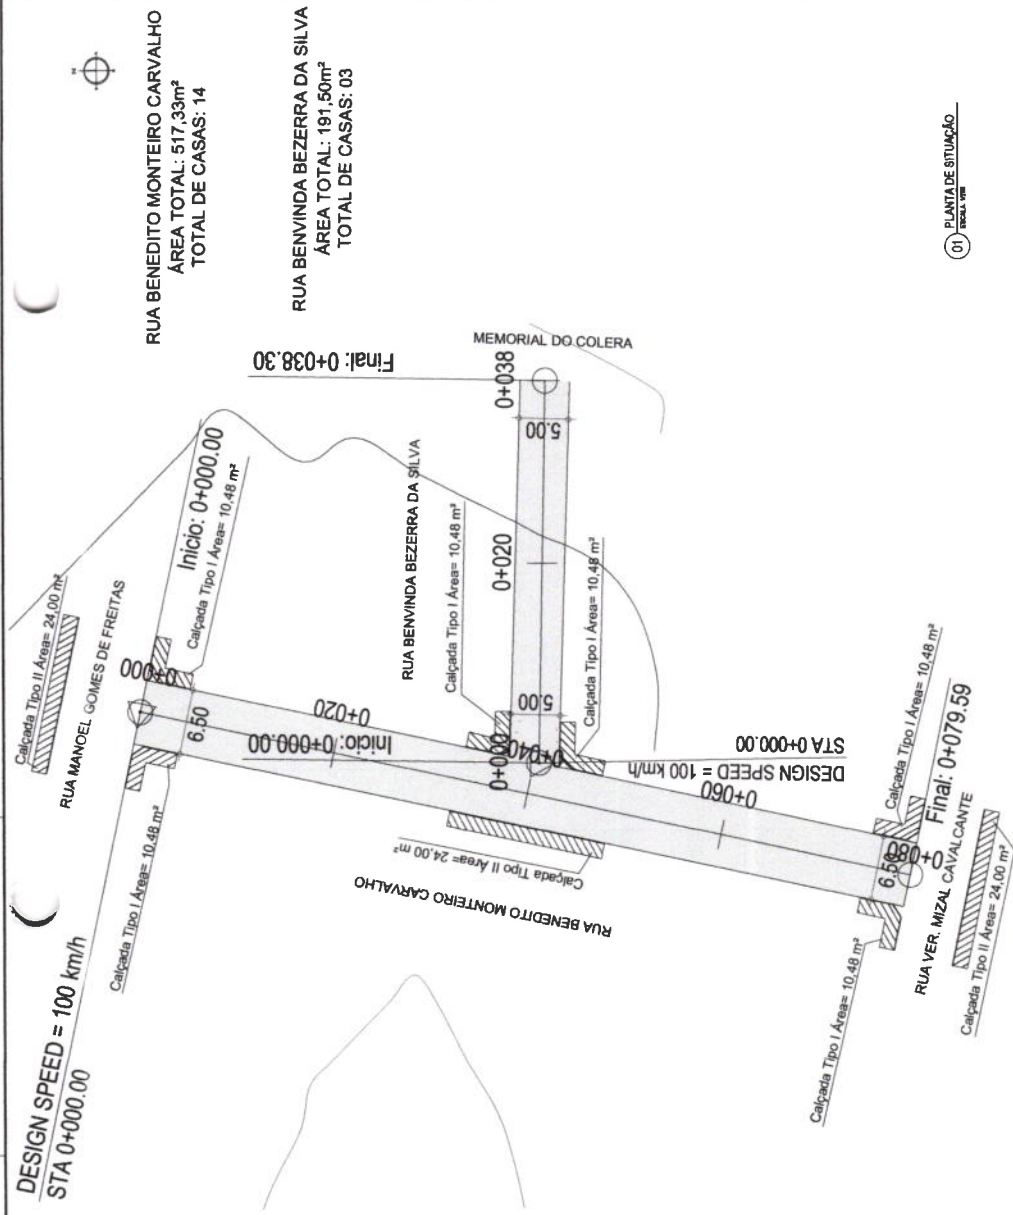 RUA BENEDITO MONTEIRO CARVALHO
ÁREA TOTAL: 517,33m²
TOTAL DE CASAS: 14
RUA BENVINDA BEZERRA DA SILVA
ÁREA TOTAL: 191,50m²
TOTAL DE CASAS: 03
N
DESIGN SPEED = 100 km/h
STA 0+000.00
Calçada Tipo II Área= 24,00 m²
RUA MANOEL GOMES DE FREITAS
Calçada Tipo I Área= 10,48 m²
0+000
6.50
Inicio: 0+000.00
Calçada Tipo I Área= 10,48 m²
0+020
Inicio: 0+000.00
RUA BENVINDA BEZERRA DA SILVA
Calçada Tipo I Área= 10,48 m²
0+000
0+040
5.00
0+020
Calçada Tipo I Área= 10,48 m²
5.00
0+038
Final: 0+038.30
MEMORIAL DO COLERA
STA 0+000.00
DESIGN SPEED = 100 km/h
Calçada Tipo II Área= 24,00 m²
RUA BENEDITO MONTEIRO CARVALHO
0+060
Calçada Tipo I Área= 10,48 m²
6.50
0+080
Calçada Tipo I Área= 10,48 m²
Final: 0+079.59
RUA VER. MIZAL CAVALCANTE
Calçada Tipo II Área= 24,00 m²
01
PLANTA DE SITUAÇÃO